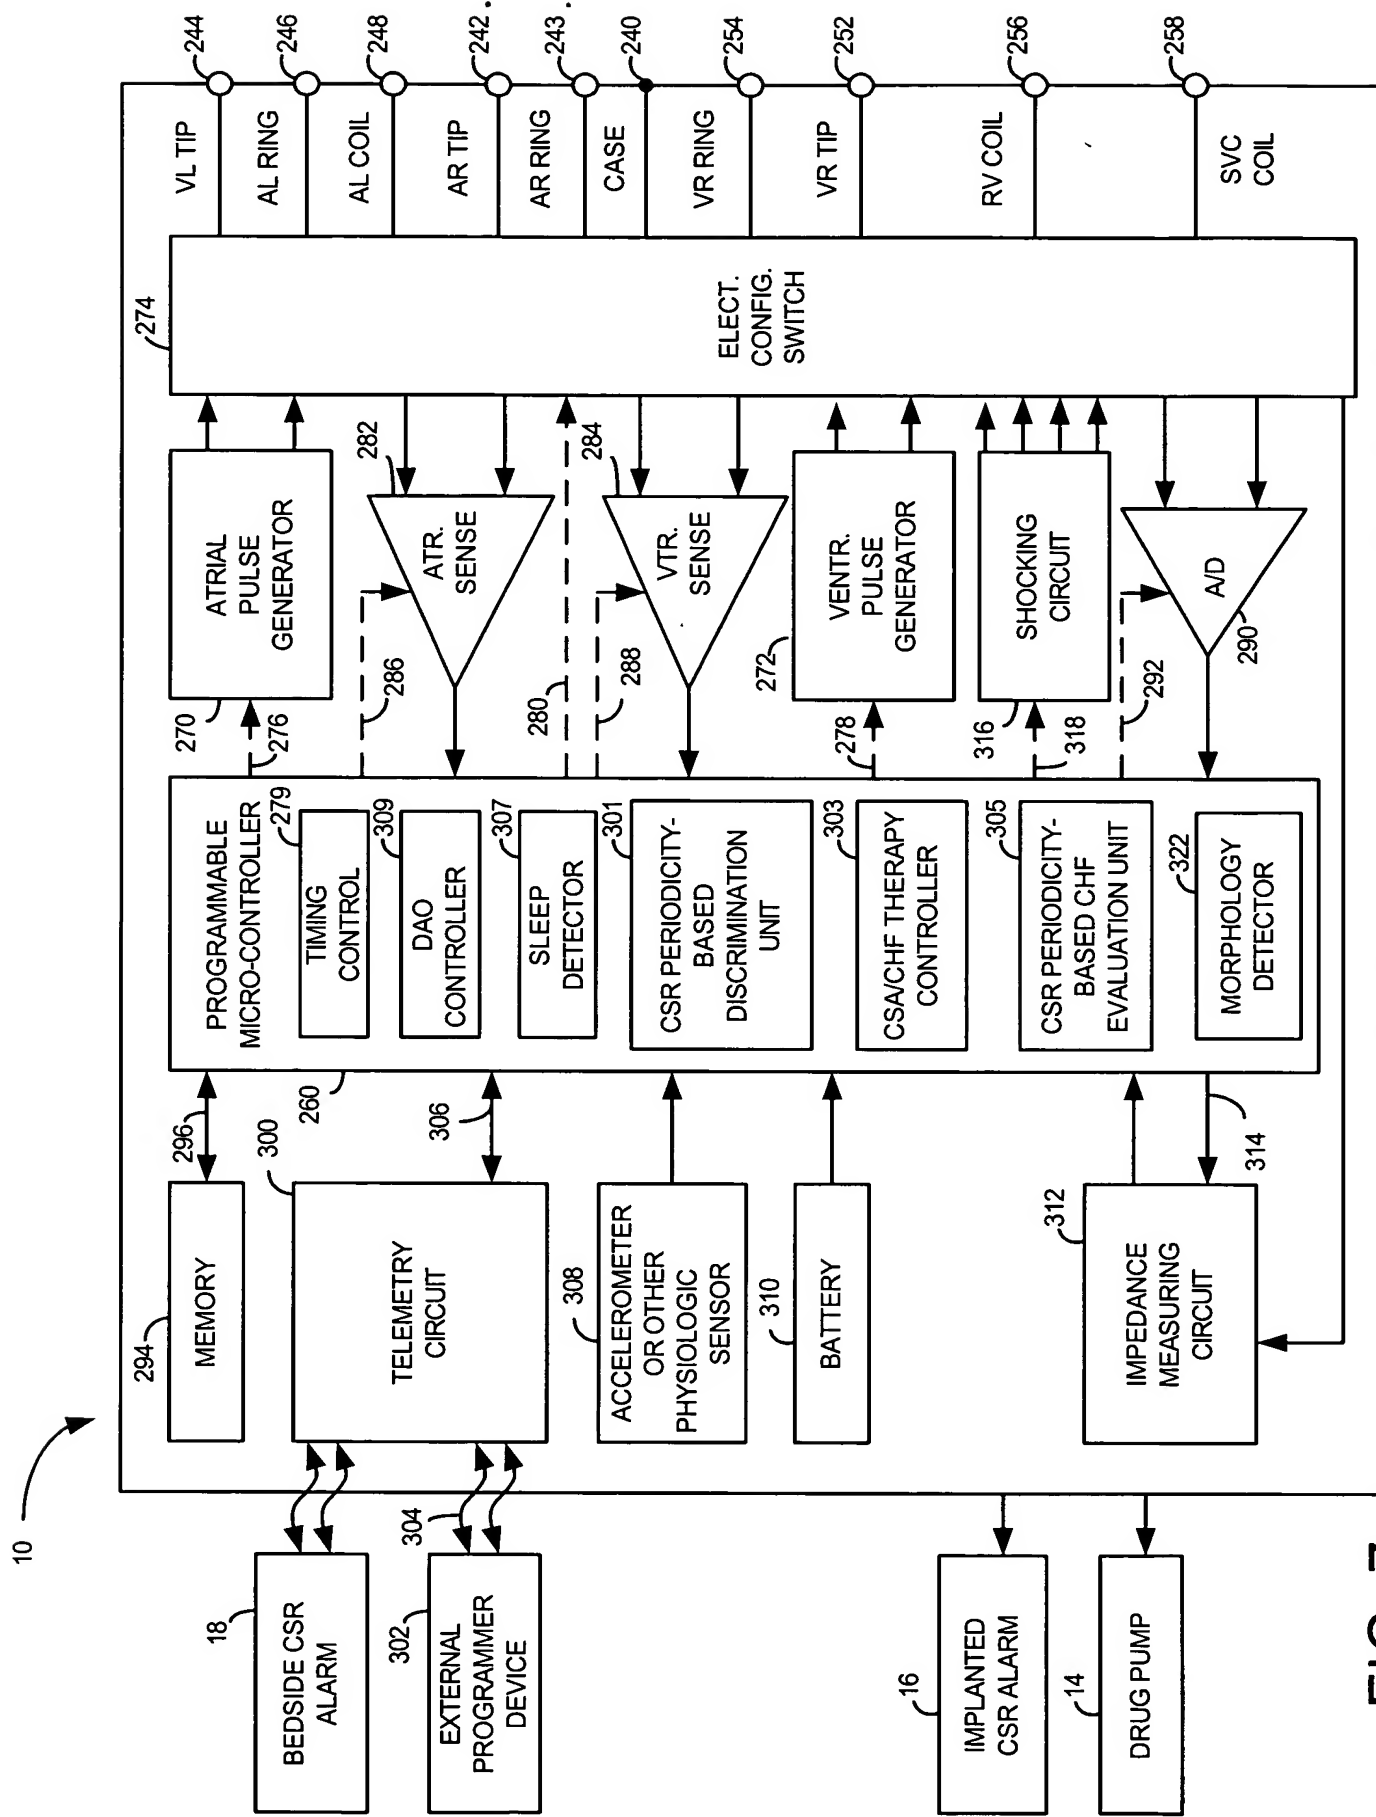 10
VL TIP
244
AL RING
246
AL COIL
248
AR TIP
242
AR RING
243
CASE
240
VR RING
254
VR TIP
252
RV COIL
256
SVC
COIL
258
274
ELECT.
CONFIG.
SWITCH
ATRIAL
PULSE
GENERATOR
270
276
282
ATR.
SENSE
286
280
284
VTR.
SENSE
288
272
VENTR.
PULSE
GENERATOR
278
SHOCKING
CIRCUIT
316
318
292
A/D
290
PROGRAMMABLE
MICRO-CONTROLLER
260
279
TIMING
CONTROL
309
DAO
CONTROLLER
307
SLEEP
DETECTOR
301
CSR PERIODICITY-
BASED
DISCRIMINATION
UNIT
303
CSA/CHF THERAPY
CONTROLLER
305
CSR PERIODICITY-
BASED CHF
EVALUATION UNIT
322
MORPHOLOGY
DETECTOR
296
294
MEMORY
300
306
TELEMETRY
CIRCUIT
308
ACCELEROMETER
OR OTHER
PHYSIOLOGIC
SENSOR
310
BATTERY
312
314
IMPEDANCE
MEASURING
CIRCUIT
18
BEDSIDE CSR
ALARM
304
302
EXTERNAL
PROGRAMMER
DEVICE
16
IMPLANTED
CSR ALARM
14
DRUG PUMP